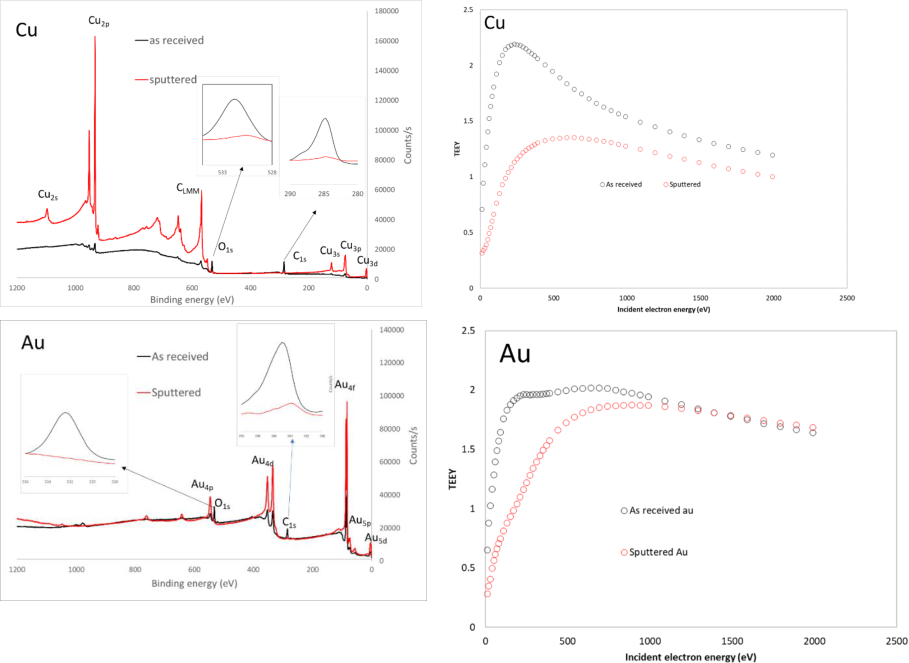 Cu
Cu2p
as received
sputtered
533
528
290
285
280
Cu2s
CLMM
O1s
C1s
Cu3s
Cu3p
Cu3d
180000
160000
140000
120000
100000
80000
60000
40000
20000
0
Counts/s
1200
1000
800
600
400
200
0
Binding energy (eV)
Cu
2.5
2
1.5
1
0.5
0
TEEY
As received
Sputtered
0
500
1000
1500
2000
2500
Incident electron energy (eV)
Au
As received
Sputtered
Au4f
Au4p
O1s
Au4d
C1s
Au5p
Au5d
140000
120000
100000
80000
60000
40000
20000
0
Counts/s
1200
1000
800
600
400
200
0
Binding energy (eV)
Au
2.5
2
1.5
1
0.5
0
TEEY
As received au
Sputtered Au
0
500
1000
1500
2000
2500
Incident electron energy (eV)